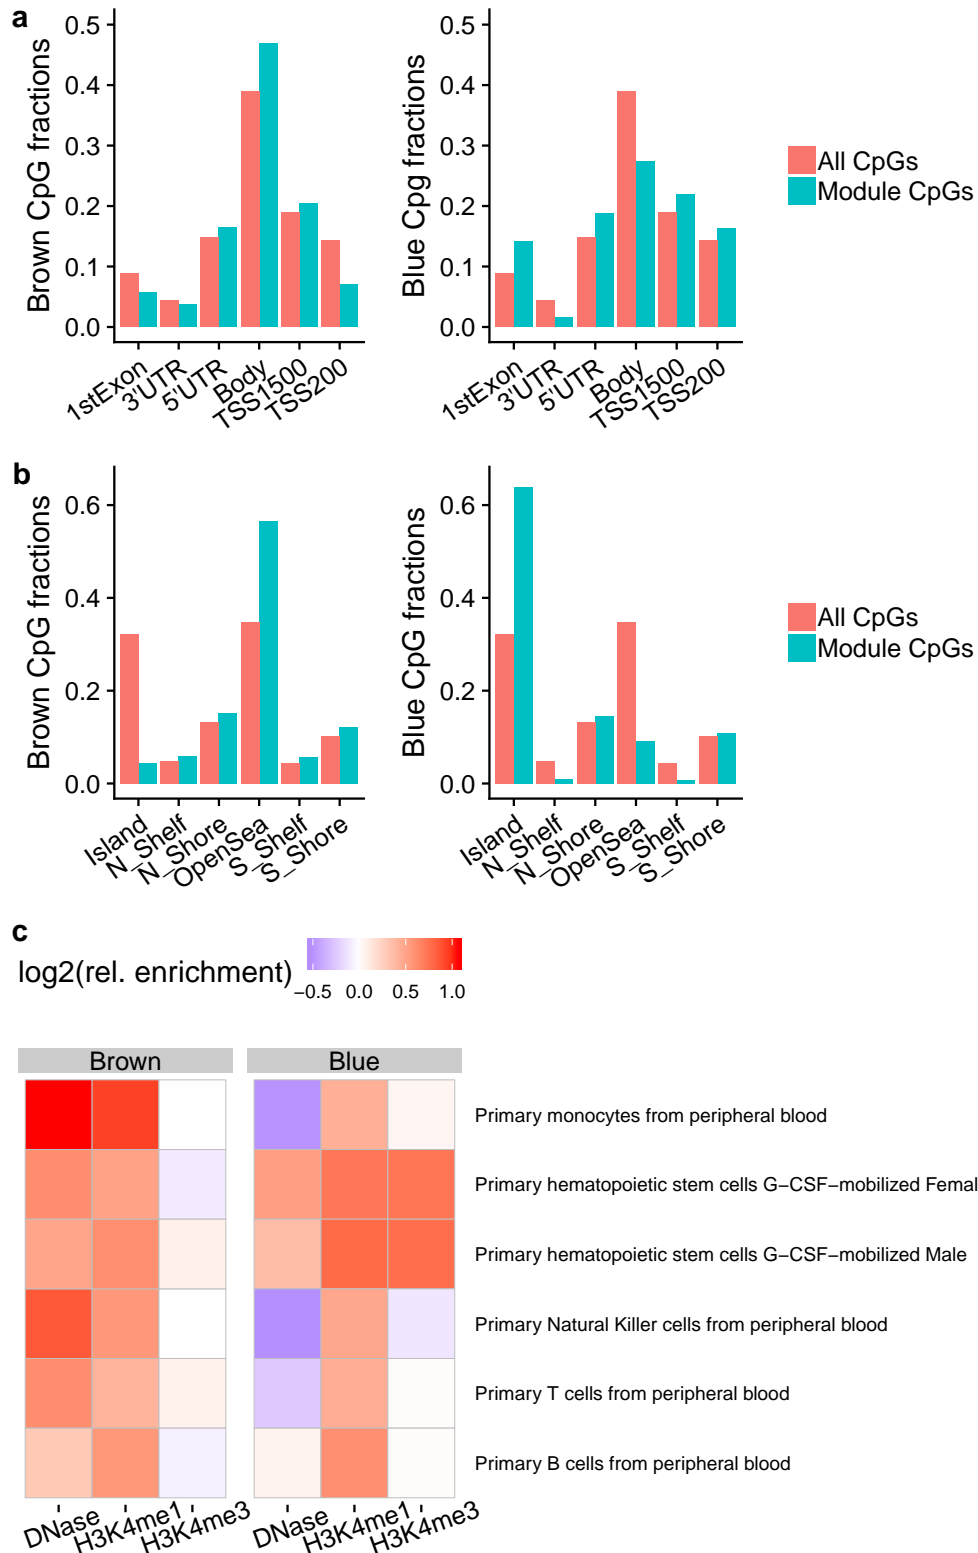 a
Brown CpG fractions
0.5
0.4
0.3
0.2
0.1
0.0
1stExon
3'UTR
5'UTR
Body
TSS1500
TSS200
Blue Cpg fractions
0.5
0.4
0.3
0.2
0.1
0.0
1stExon
3'UTR
5'UTR
Body
TSS1500
TSS200
All CpGs
Module CpGs
b
Brown CpG fractions
0.6
0.4
0.2
0.0
Island
N_Shelf
N_Shore
OpenSea
S_Shelf
S_Shore
Blue CpG fractions
0.6
0.4
0.2
0.0
Island
N_Shelf
N_Shore
OpenSea
S_Shelf
S_Shore
All CpGs
Module CpGs
c
log2(rel. enrichment)
−0.5 0.0 0.5 1.0
Brown
Blue
Primary monocytes from peripheral blood
Primary hematopoietic stem cells G−CSF−mobilized Femal
Primary hematopoietic stem cells G−CSF−mobilized Male
Primary Natural Killer cells from peripheral blood
Primary T cells from peripheral blood
Primary B cells from peripheral blood
DNase
H3K4me1
H3K4me3
DNase
H3K4me1
H3K4me3